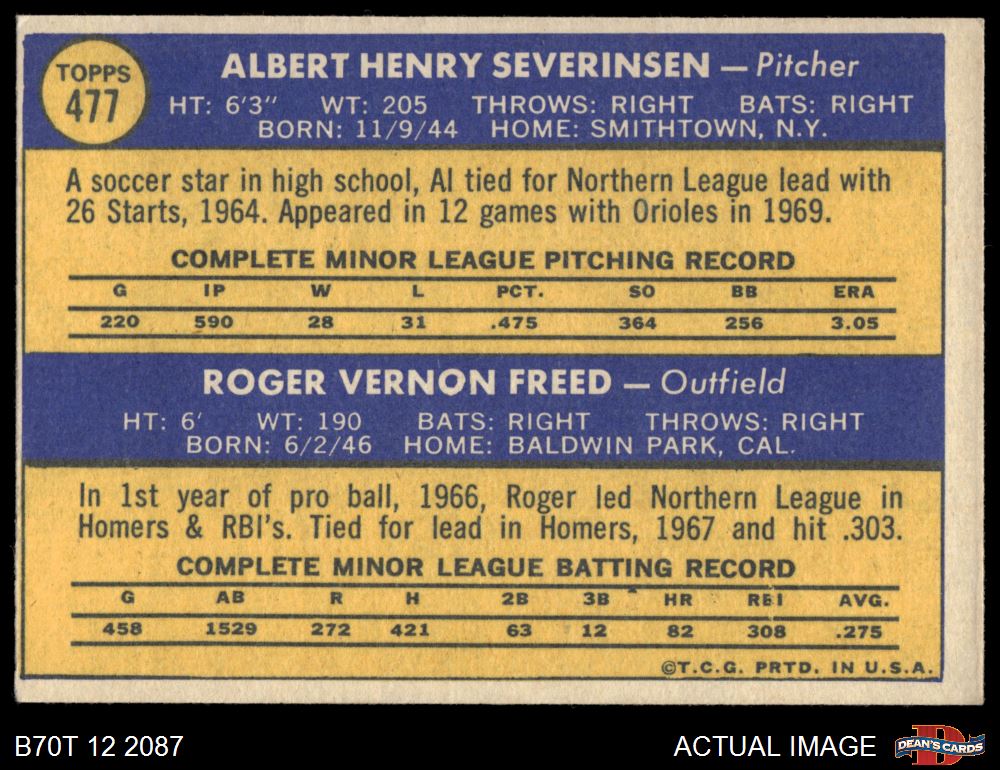 TOPPS
477
ALBERT HENRY SEVERINSEN — Pitcher
HT: 6'3" WT: 205 THROWS: RIGHT BATS: RIGHT
BORN: 11/9/44 HOME: SMITHTOWN, N.Y.
A soccer star in high school, Al tied for Northern League lead with
26 Starts, 1964. Appeared in 12 games with Orioles in 1969.
COMPLETE MINOR LEAGUE PITCHING RECORD
G IP W L PCT. SO BB ERA
220 590 28 31 .475 364 256 3.05
ROGER VERNON FREED — Outfield
HT: 6' WT: 190 BATS: RIGHT THROWS: RIGHT
BORN: 6/2/46 HOME: BALDWIN PARK, CAL.
In 1st year of pro ball, 1966, Roger led Northern League in
Homers & RBI's. Tied for lead in Homers, 1967 and hit .303.
COMPLETE MINOR LEAGUE BATTING RECORD
G AB R H 2B 3B HR RBI AVG.
458 1529 272 421 63 12 82 308 .275
©T.C.G. PRTD. IN U.S.A.
B70T 12 2087
ACTUAL IMAGE
D
DEAN'S CARDS